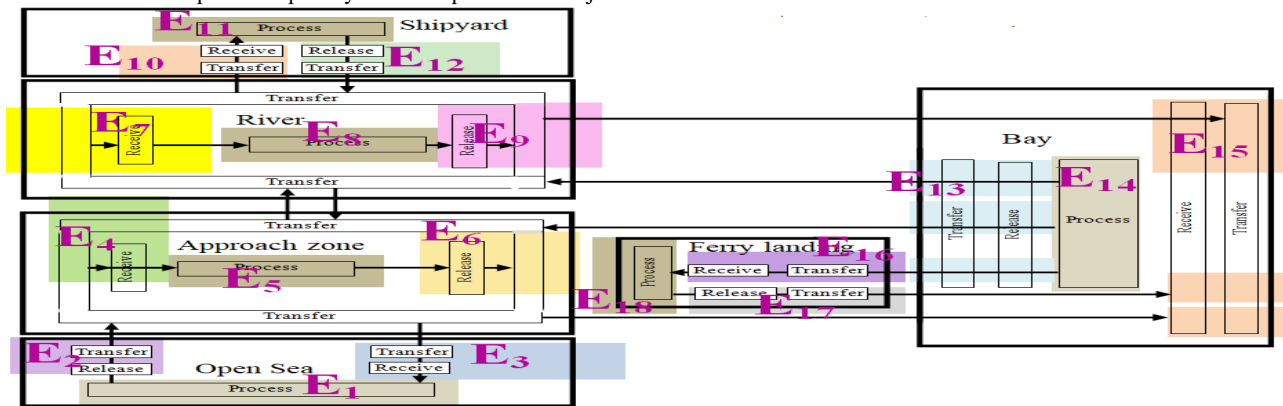 E11 Process Shipyard
E10 Receive Release E12
Transfer Transfer
Transfer
River
E7 Receive
E8 Process
Release E9
Transfer
Transfer
E4 Receive
Approach zone
Process
E5
E6 Release
Transfer
E2 Transfer
Release
Open Sea
Transfer E3
Receive
Process E1
Ferry landing
E18 Process
Receive Transfer E16
Release Transfer
E17
Bay
E13 Transfer
Release
E14 Process
E15 Receive
Transfer